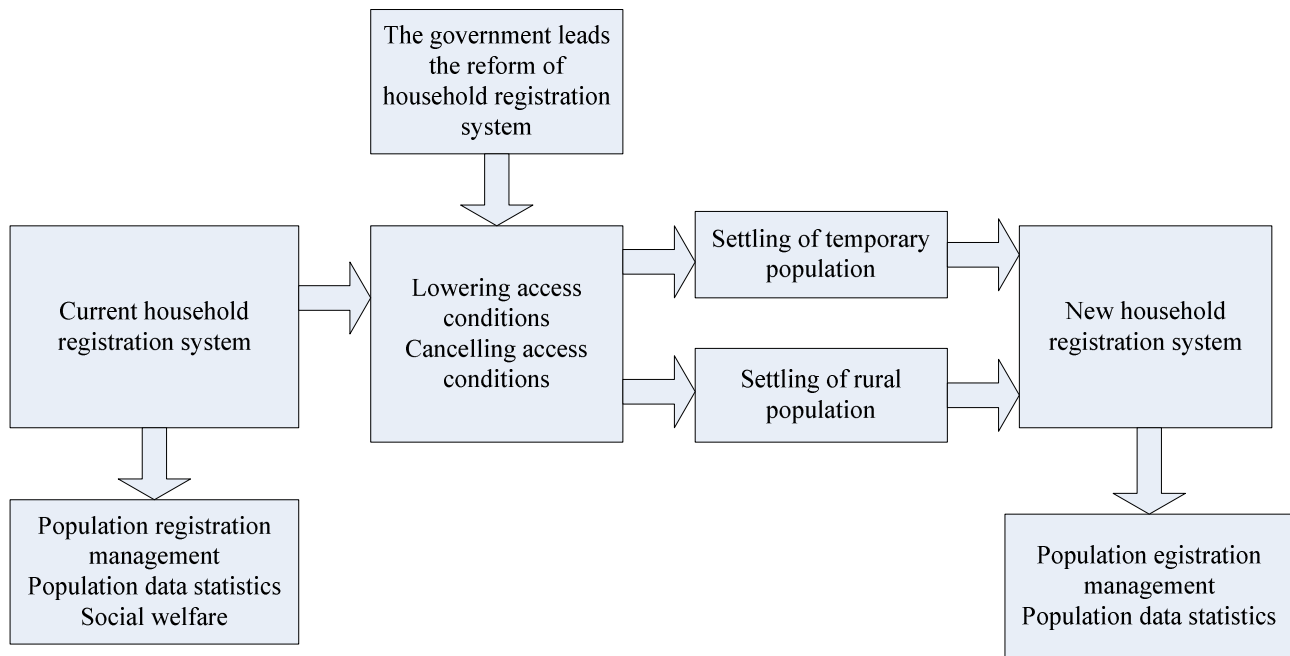 The government leads
the reform of
household registration
system
Current household
registration system
Lowering access
conditions
Cancelling access
conditions
Settling of temporary
population
Settling of rural
population
New household
registration system
Population registration
management
Population data statistics
Social welfare
Population egistration
management
Population data statistics